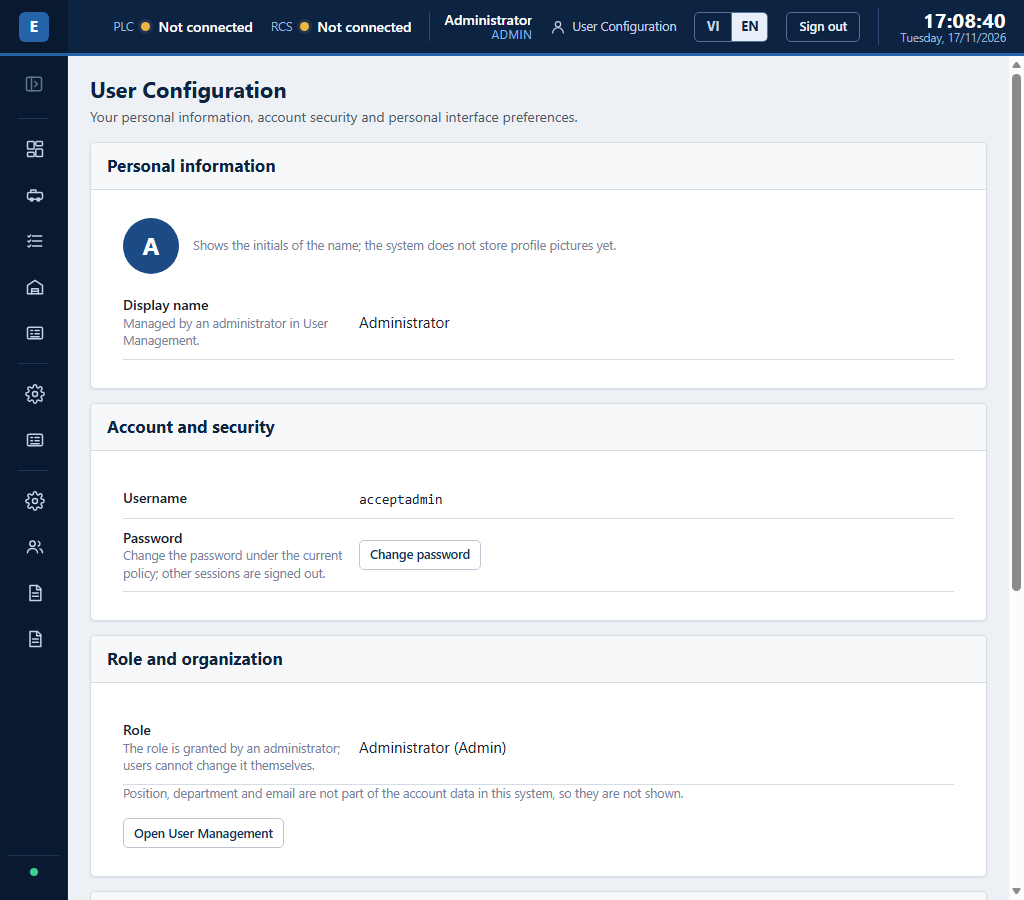 E
PLC Not connected RCS Not connected
Administrator
ADMIN
User Configuration
VI EN
Sign out
17:08:40
Tuesday, 17/11/2026
User Configuration
Your personal information, account security and personal interface preferences.
Personal information
A
Shows the initials of the name; the system does not store profile pictures yet.
Display name
Managed by an administrator in User
Management.
Administrator
Account and security
Username
acceptadmin
Password
Change the password under the current
policy; other sessions are signed out.
Change password
Role and organization
Role
The role is granted by an administrator;
users cannot change it themselves.
Administrator (Admin)
Position, department and email are not part of the account data in this system, so they are not shown.
Open User Management